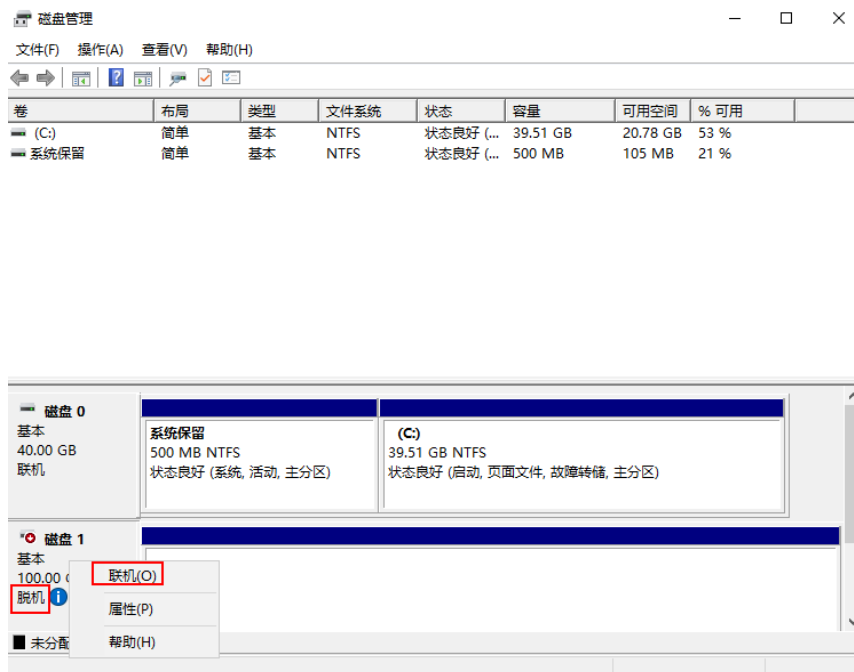 磁盘管理
文件(F) 操作(A) 查看(V) 帮助(H)
卷 布局 类型 文件系统 状态 容量 可用空间 % 可用
(C:) 简单 基本 NTFS 状态良好 (... 39.51 GB 20.78 GB 53 %
系统保留 简单 基本 NTFS 状态良好 (... 500 MB 105 MB 21 %
磁盘 0
基本
40.00 GB
联机
系统保留
500 MB NTFS
状态良好 (系统, 活动, 主分区)
(C:)
39.51 GB NTFS
状态良好 (启动, 页面文件, 故障转储, 主分区)
磁盘 1
基本
100.00
脱机
联机(O)
属性(P)
帮助(H)
未分配